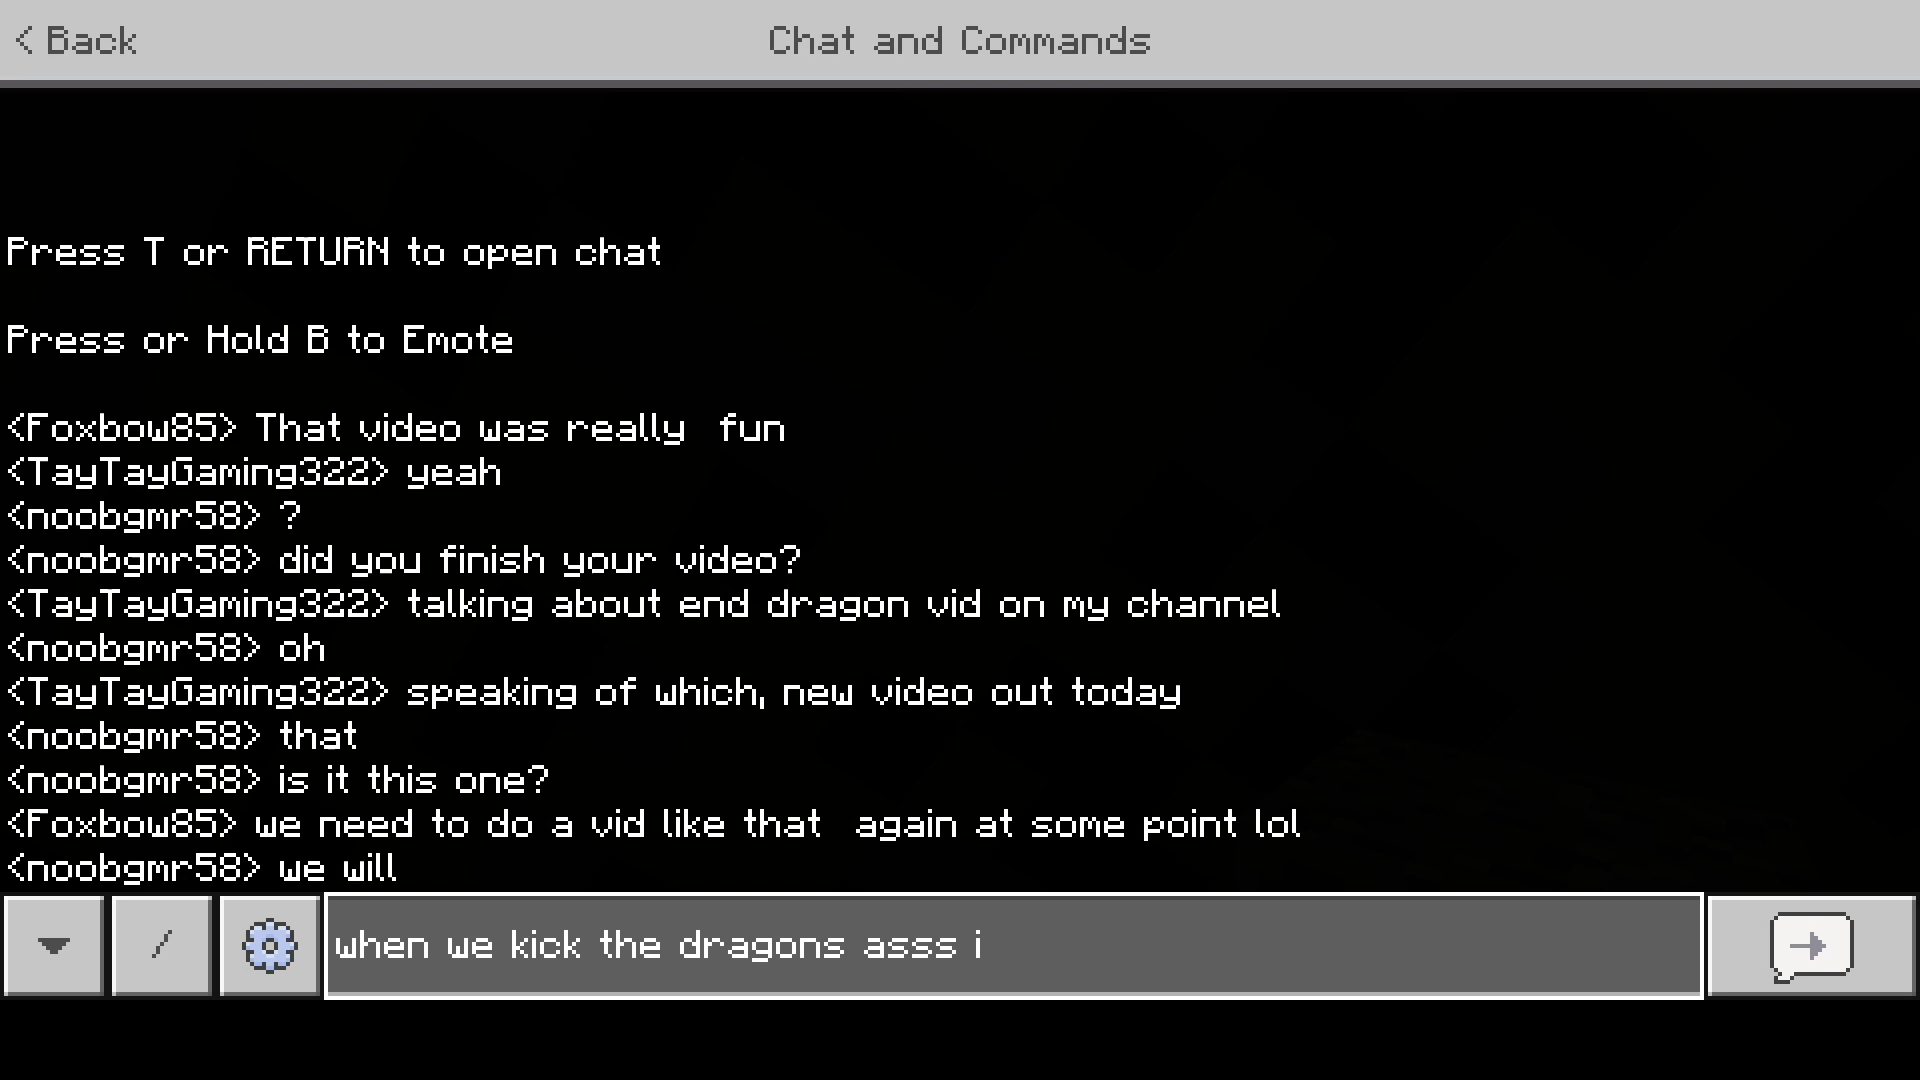 < Back
Chat and Commands
Press T or RETURN to open chat
Press or Hold B to Emote
<Foxbow85> That video was really  fun
<TayTayGaming322> yeah
<noobgmr58> ?
<noobgmr58> did you finish your video?
<TayTayGaming322> talking about end dragon vid on my channel
<noobgmr58> oh
<TayTayGaming322> speaking of which, new video out today
<noobgmr58> that
<noobgmr58> is it this one?
<Foxbow85> we need to do a vid like that  again at some point lol
<noobgmr58> we will
/ when we kick the dragons asss i